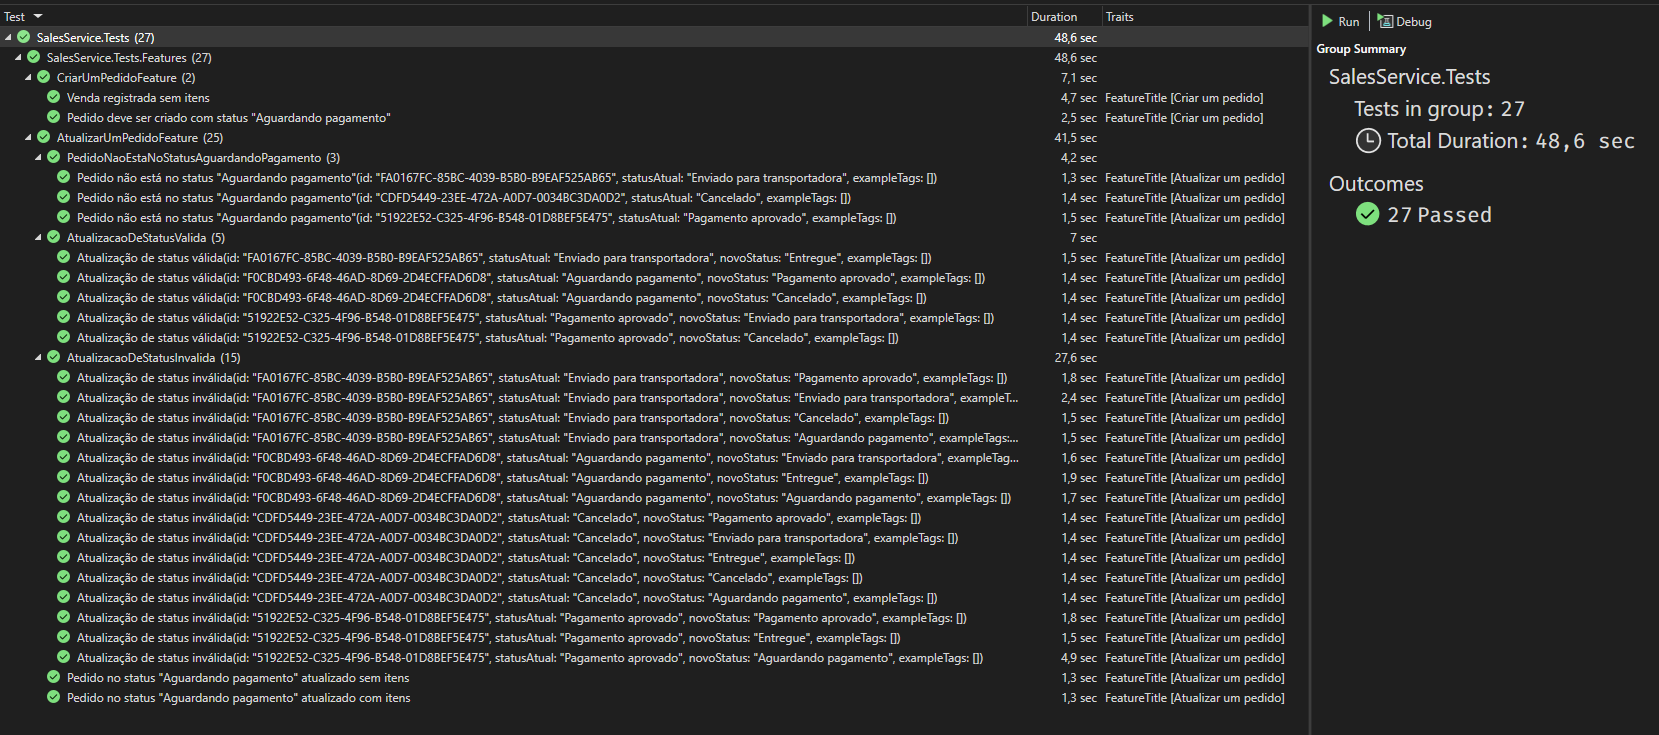 Test Duration Traits
SalesService.Tests (27) 48,6 sec
SalesService.Tests.Features (27) 48,6 sec
CriarUmPedidoFeature (2) 7,1 sec
Venda registrada sem itens 4,7 sec FeatureTitle [Criar um pedido]
Pedido deve ser criado com status "Aguardando pagamento" 2,5 sec FeatureTitle [Criar um pedido]
AtualizarUmPedidoFeature (25) 41,5 sec
PedidoNaoEstaNoStatusAguardandoPagamento (3) 4,2 sec
Pedido não está no status "Aguardando pagamento"(id: "FA0167FC-85BC-4039-B5B0-B9EAF525AB65", statusAtual: "Enviado para transportadora", exampleTags: []) 1,3 sec FeatureTitle [Atualizar um pedido]
Pedido não está no status "Aguardando pagamento"(id: "CDFD5449-23EE-472A-A0D7-0034BC3DA0D2", statusAtual: "Cancelado", exampleTags: []) 1,4 sec FeatureTitle [Atualizar um pedido]
Pedido não está no status "Aguardando pagamento"(id: "51922E52-C325-4F96-B548-01D8BEF5E475", statusAtual: "Pagamento aprovado", exampleTags: []) 1,5 sec FeatureTitle [Atualizar um pedido]
AtualizacaoDeStatusValida (5) 7 sec
Atualização de status válida(id: "FA0167FC-85BC-4039-B5B0-B9EAF525AB65", statusAtual: "Enviado para transportadora", novoStatus: "Entregue", exampleTags: []) 1,5 sec FeatureTitle [Atualizar um pedido]
Atualização de status válida(id: "F0CBD493-6F48-46AD-8D69-2D4ECFFAD6D8", statusAtual: "Aguardando pagamento", novoStatus: "Pagamento aprovado", exampleTags: []) 1,4 sec FeatureTitle [Atualizar um pedido]
Atualização de status válida(id: "F0CBD493-6F48-46AD-8D69-2D4ECFFAD6D8", statusAtual: "Aguardando pagamento", novoStatus: "Cancelado", exampleTags: []) 1,4 sec FeatureTitle [Atualizar um pedido]
Atualização de status válida(id: "51922E52-C325-4F96-B548-01D8BEF5E475", statusAtual: "Pagamento aprovado", novoStatus: "Enviado para transportadora", exampleTags: []) 1,4 sec FeatureTitle [Atualizar um pedido]
Atualização de status válida(id: "51922E52-C325-4F96-B548-01D8BEF5E475", statusAtual: "Pagamento aprovado", novoStatus: "Cancelado", exampleTags: []) 1,4 sec FeatureTitle [Atualizar um pedido]
AtualizacaoDeStatusInvalida (15) 27,6 sec
Atualização de status inválida(id: "FA0167FC-85BC-4039-B5B0-B9EAF525AB65", statusAtual: "Enviado para transportadora", novoStatus: "Pagamento aprovado", exampleTags: []) 1,8 sec FeatureTitle [Atualizar um pedido]
Atualização de status inválida(id: "FA0167FC-85BC-4039-B5B0-B9EAF525AB65", statusAtual: "Enviado para transportadora", novoStatus: "Enviado para transportadora", exampleT... 2,4 sec FeatureTitle [Atualizar um pedido]
Atualização de status inválida(id: "FA0167FC-85BC-4039-B5B0-B9EAF525AB65", statusAtual: "Enviado para transportadora", novoStatus: "Cancelado", exampleTags: []) 1,5 sec FeatureTitle [Atualizar um pedido]
Atualização de status inválida(id: "FA0167FC-85BC-4039-B5B0-B9EAF525AB65", statusAtual: "Enviado para transportadora", novoStatus: "Aguardando pagamento", exampleTags:... 1,5 sec FeatureTitle [Atualizar um pedido]
Atualização de status inválida(id: "F0CBD493-6F48-46AD-8D69-2D4ECFFAD6D8", statusAtual: "Aguardando pagamento", novoStatus: "Enviado para transportadora", exampleTag... 1,6 sec FeatureTitle [Atualizar um pedido]
Atualização de status inválida(id: "F0CBD493-6F48-46AD-8D69-2D4ECFFAD6D8", statusAtual: "Aguardando pagamento", novoStatus: "Entregue", exampleTags: []) 1,9 sec FeatureTitle [Atualizar um pedido]
Atualização de status inválida(id: "F0CBD493-6F48-46AD-8D69-2D4ECFFAD6D8", statusAtual: "Aguardando pagamento", novoStatus: "Aguardando pagamento", exampleTags: []) 1,7 sec FeatureTitle [Atualizar um pedido]
Atualização de status inválida(id: "CDFD5449-23EE-472A-A0D7-0034BC3DA0D2", statusAtual: "Cancelado", novoStatus: "Pagamento aprovado", exampleTags: []) 1,4 sec FeatureTitle [Atualizar um pedido]
Atualização de status inválida(id: "CDFD5449-23EE-472A-A0D7-0034BC3DA0D2", statusAtual: "Cancelado", novoStatus: "Enviado para transportadora", exampleTags: []) 1,4 sec FeatureTitle [Atualizar um pedido]
Atualização de status inválida(id: "CDFD5449-23EE-472A-A0D7-0034BC3DA0D2", statusAtual: "Cancelado", novoStatus: "Entregue", exampleTags: []) 1,4 sec FeatureTitle [Atualizar um pedido]
Atualização de status inválida(id: "CDFD5449-23EE-472A-A0D7-0034BC3DA0D2", statusAtual: "Cancelado", novoStatus: "Cancelado", exampleTags: []) 1,4 sec FeatureTitle [Atualizar um pedido]
Atualização de status inválida(id: "CDFD5449-23EE-472A-A0D7-0034BC3DA0D2", statusAtual: "Cancelado", novoStatus: "Aguardando pagamento", exampleTags: []) 1,4 sec FeatureTitle [Atualizar um pedido]
Atualização de status inválida(id: "51922E52-C325-4F96-B548-01D8BEF5E475", statusAtual: "Pagamento aprovado", novoStatus: "Pagamento aprovado", exampleTags: []) 1,8 sec FeatureTitle [Atualizar um pedido]
Atualização de status inválida(id: "51922E52-C325-4F96-B548-01D8BEF5E475", statusAtual: "Pagamento aprovado", novoStatus: "Entregue", exampleTags: []) 1,5 sec FeatureTitle [Atualizar um pedido]
Atualização de status inválida(id: "51922E52-C325-4F96-B548-01D8BEF5E475", statusAtual: "Pagamento aprovado", novoStatus: "Aguardando pagamento", exampleTags: []) 4,9 sec FeatureTitle [Atualizar um pedido]
Pedido no status "Aguardando pagamento" atualizado sem itens 1,3 sec FeatureTitle [Atualizar um pedido]
Pedido no status "Aguardando pagamento" atualizado com itens 1,3 sec FeatureTitle [Atualizar um pedido]
Run Debug
Group Summary
SalesService.Tests
Tests in group: 27
Total Duration: 48,6 sec
Outcomes
27 Passed